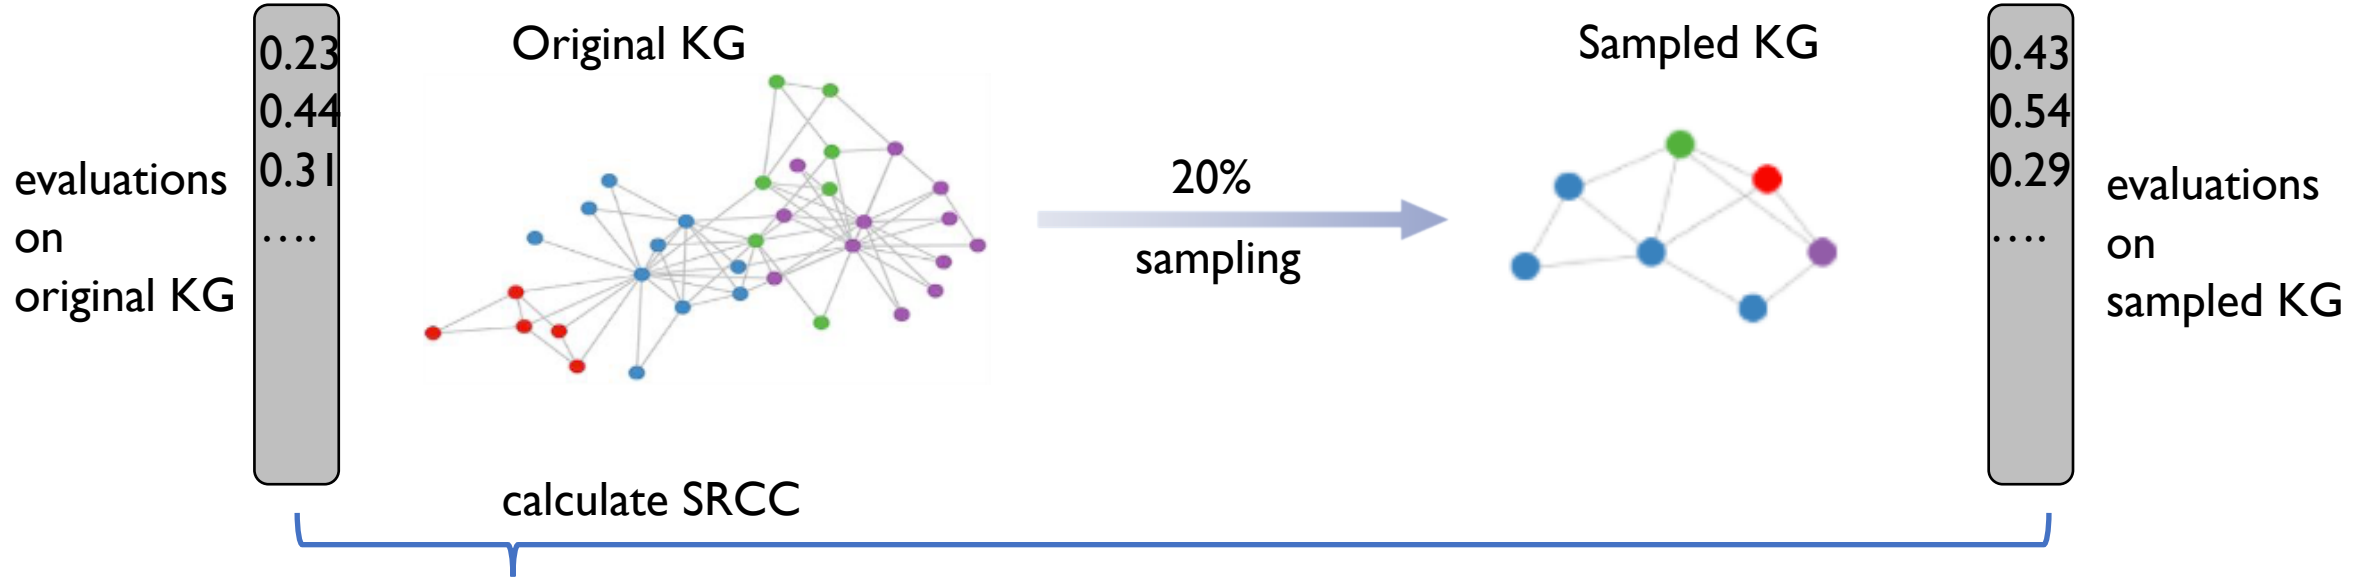 evaluations
on
original KG
0.23
0.44
0.31
....
Original KG
20%
sampling
Sampled KG
0.43
0.54
0.29
....
evaluations
on
sampled KG
calculate SRCC